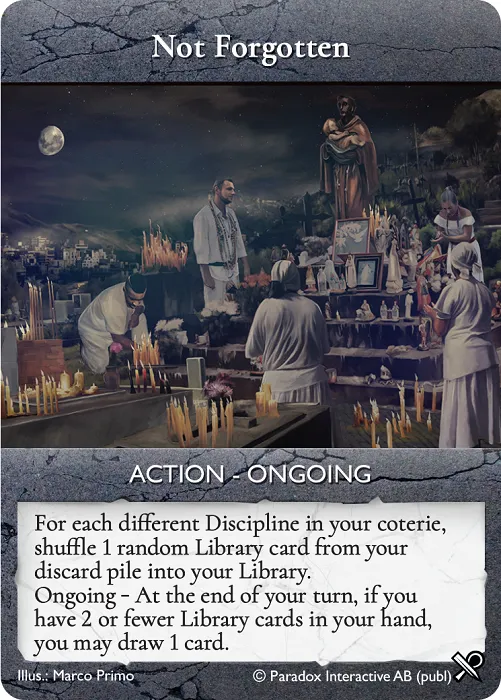 Not Forgotten
ACTION - ONGOING
For each different Discipline in your coterie,
shuffle 1 random Library card from your
discard pile into your Library.
Ongoing - At the end of your turn, if you
have 2 or fewer Library cards in your hand,
you may draw 1 card.
Illus.: Marco Primo © Paradox Interactive AB (publ)